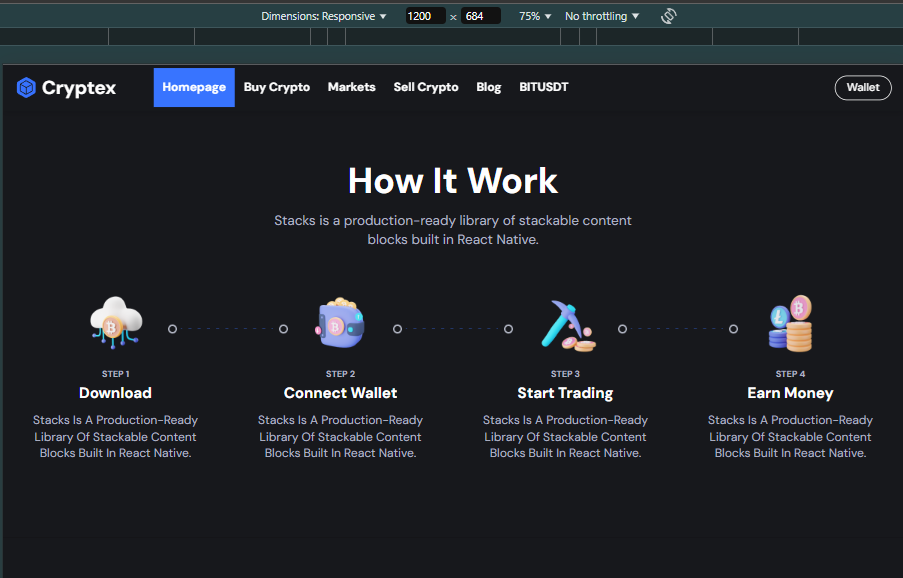 Dimensions: Responsive ▼ 1200 × 684 75% ▼ No throttling ▼
Cryptex Homepage Buy Crypto Markets Sell Crypto Blog BITUSDT Wallet
How It Work
Stacks is a production-ready library of stackable content
blocks built in React Native.
STEP 1
Download
Stacks Is A Production-Ready
Library Of Stackable Content
Blocks Built In React Native.
STEP 2
Connect Wallet
Stacks Is A Production-Ready
Library Of Stackable Content
Blocks Built In React Native.
STEP 3
Start Trading
Stacks Is A Production-Ready
Library Of Stackable Content
Blocks Built In React Native.
STEP 4
Earn Money
Stacks Is A Production-Ready
Library Of Stackable Content
Blocks Built In React Native.